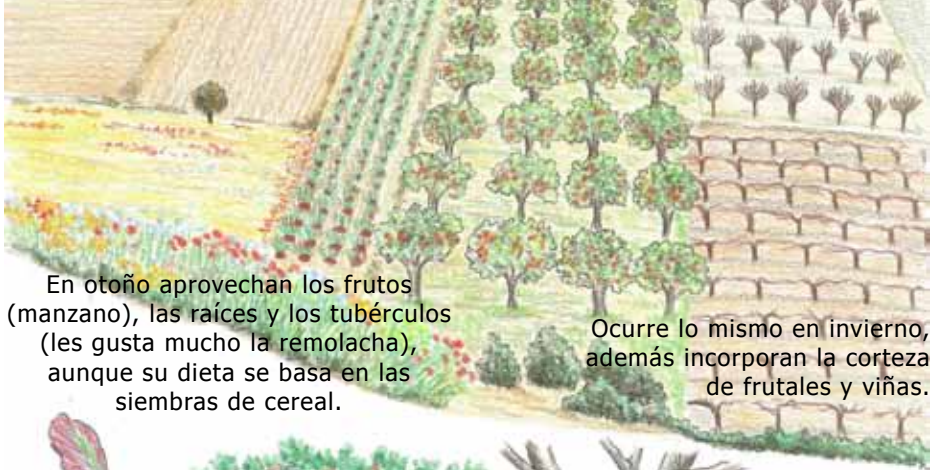 En otoño aprovechan los frutos
(manzano), las raíces y los tubérculos
(les gusta mucho la remolacha),
aunque su dieta se basa en las
siembras de cereal.
Ocurre lo mismo en invierno,
además incorporan la corteza
de frutales y viñas.